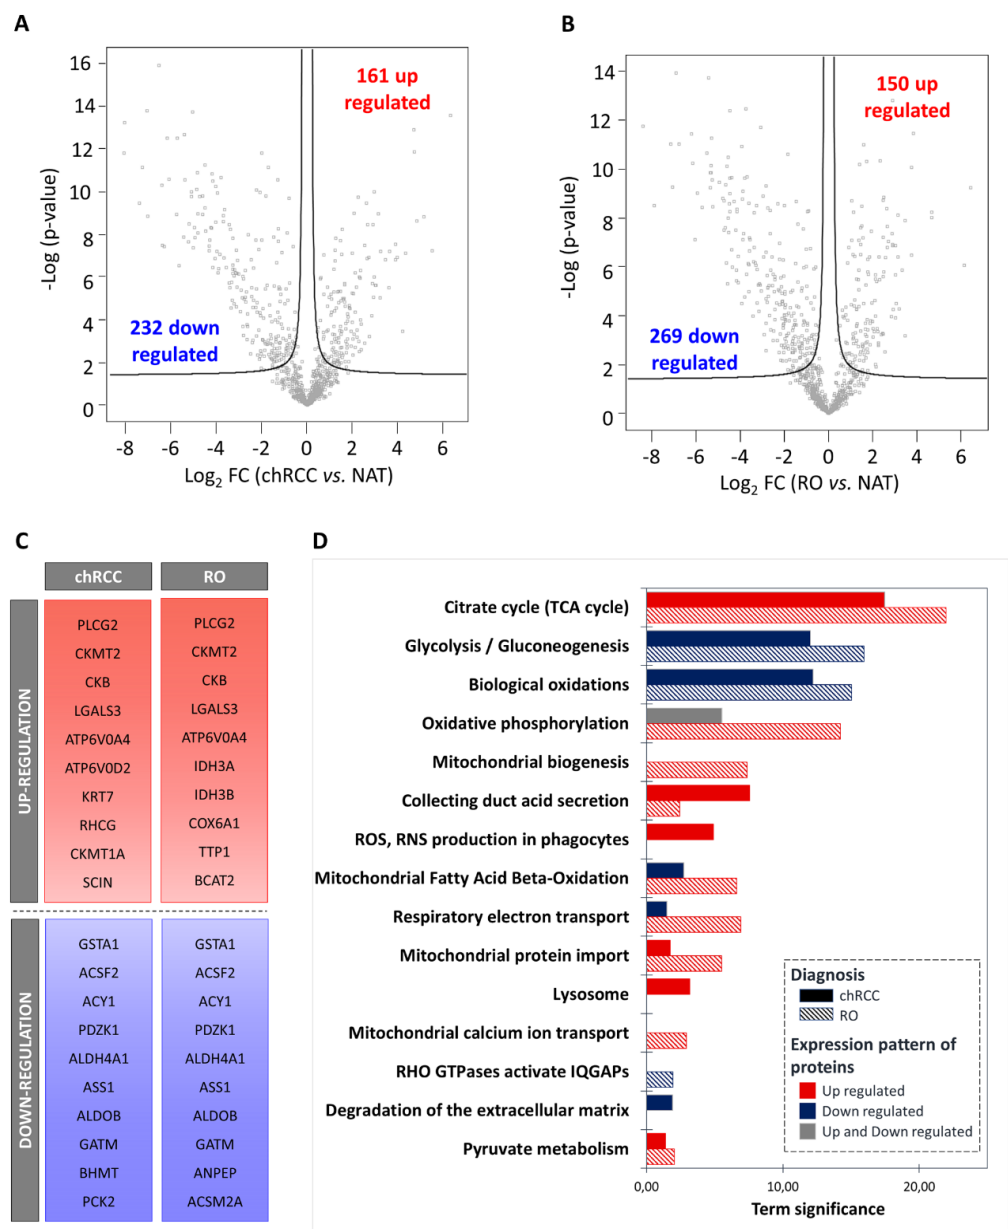 A
16
14
12
10
8
6
4
2
0
-Log (p-value)
161 up
regulated
232 down
regulated
-8 -6 -4 -2 0 2 4 6
Log2 FC (chRCC vs. NAT)
B
14
12
10
8
6
4
2
0
-Log (p-value)
150 up
regulated
269 down
regulated
-8 -6 -4 -2 0 2 4 6
Log2 FC (RO vs. NAT)
C
chRCC RO
UP-REGULATION
PLCG2 PLCG2
CKMT2 CKMT2
CKB CKB
LGALS3 LGALS3
ATP6V0A4 ATP6V0A4
ATP6V0D2 IDH3A
KRT7 IDH3B
RHCG COX6A1
CKMT1A TTP1
SCIN BCAT2
DOWN-REGULATION
GSTA1 GSTA1
ACSF2 ACSF2
ACY1 ACY1
PDZK1 PDZK1
ALDH4A1 ALDH4A1
ASS1 ASS1
ALDOB ALDOB
GATM GATM
BHMT ANPEP
PCK2 ACSM2A
D
Citrate cycle (TCA cycle)
Glycolysis / Gluconeogenesis
Biological oxidations
Oxidative phosphorylation
Mitochondrial biogenesis
Collecting duct acid secretion
ROS, RNS production in phagocytes
Mitochondrial Fatty Acid Beta-Oxidation
Respiratory electron transport
Mitochondrial protein import
Lysosome
Mitochondrial calcium ion transport
RHO GTPases activate IQGAPs
Degradation of the extracellular matrix
Pyruvate metabolism
0,00 10,00 20,00
Term significance
Diagnosis
chRCC
RO
Expression pattern of
proteins
Up regulated
Down regulated
Up and Down regulated